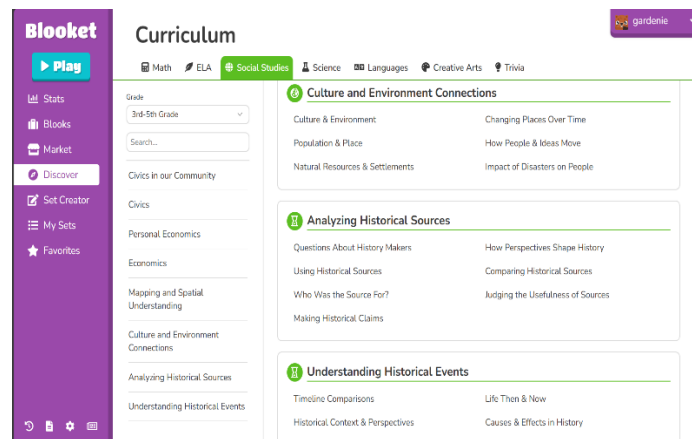 Blooket
Play
Stats
Blooks
Market
Discover
Set Creator
My Sets
Favorites
gardenie
Curriculum
Math ELA Social Studies Science Languages Creative Arts Trivia
Grade
3rd-5th Grade
Search...
Civics in our Community
Civics
Personal Economics
Economics
Mapping and Spatial
Understanding
Culture and Environment
Connections
Analyzing Historical Sources
Understanding Historical Events
Culture and Environment Connections
Culture & Environment Changing Places Over Time
Population & Place How People & Ideas Move
Natural Resources & Settlements Impact of Disasters on People
Analyzing Historical Sources
Questions About History Makers How Perspectives Shape History
Using Historical Sources Comparing Historical Sources
Who Was the Source For? Judging the Usefulness of Sources
Making Historical Claims
Understanding Historical Events
Timeline Comparisons Life Then & Now
Historical Context & Perspectives Causes & Effects in History